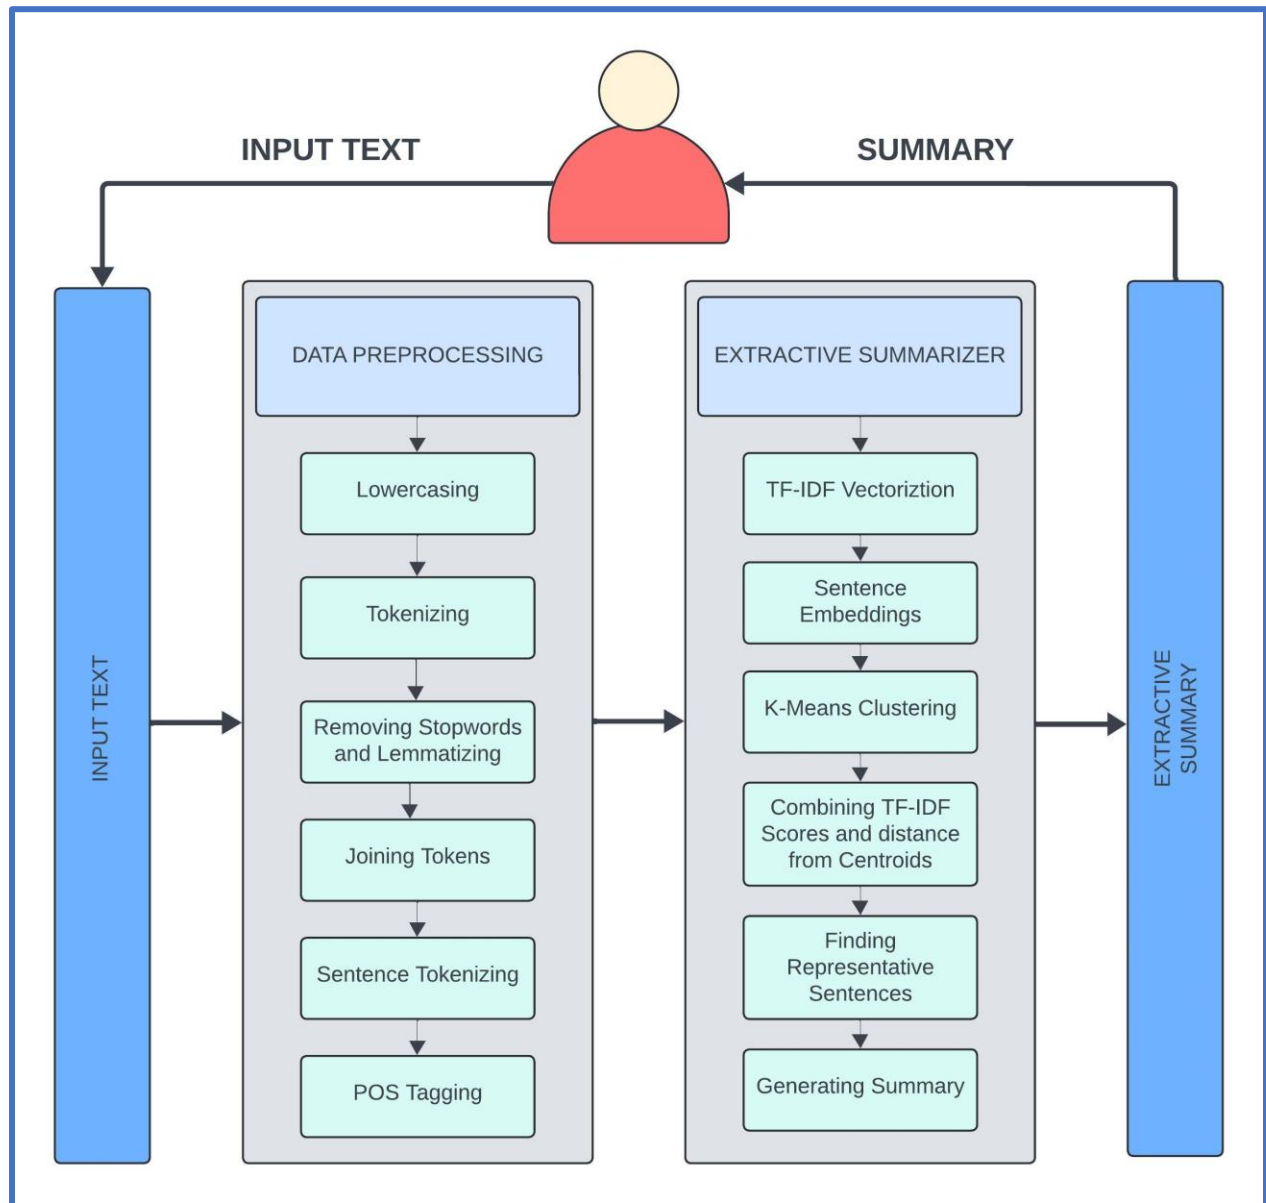 INPUT TEXT
SUMMARY
INPUT TEXT
DATA PREPROCESSING
Lowercasing
Tokenizing
Removing Stopwords
and Lemmatizing
Joining Tokens
Sentence Tokenizing
POS Tagging
EXTRACTIVE SUMMARIZER
TF-IDF Vectoriztion
Sentence
Embeddings
K-Means Clustering
Combining TF-IDF
Scores and distance
from Centroids
Finding
Representative
Sentences
Generating Summary
EXTRACTIVE
SUMMARY